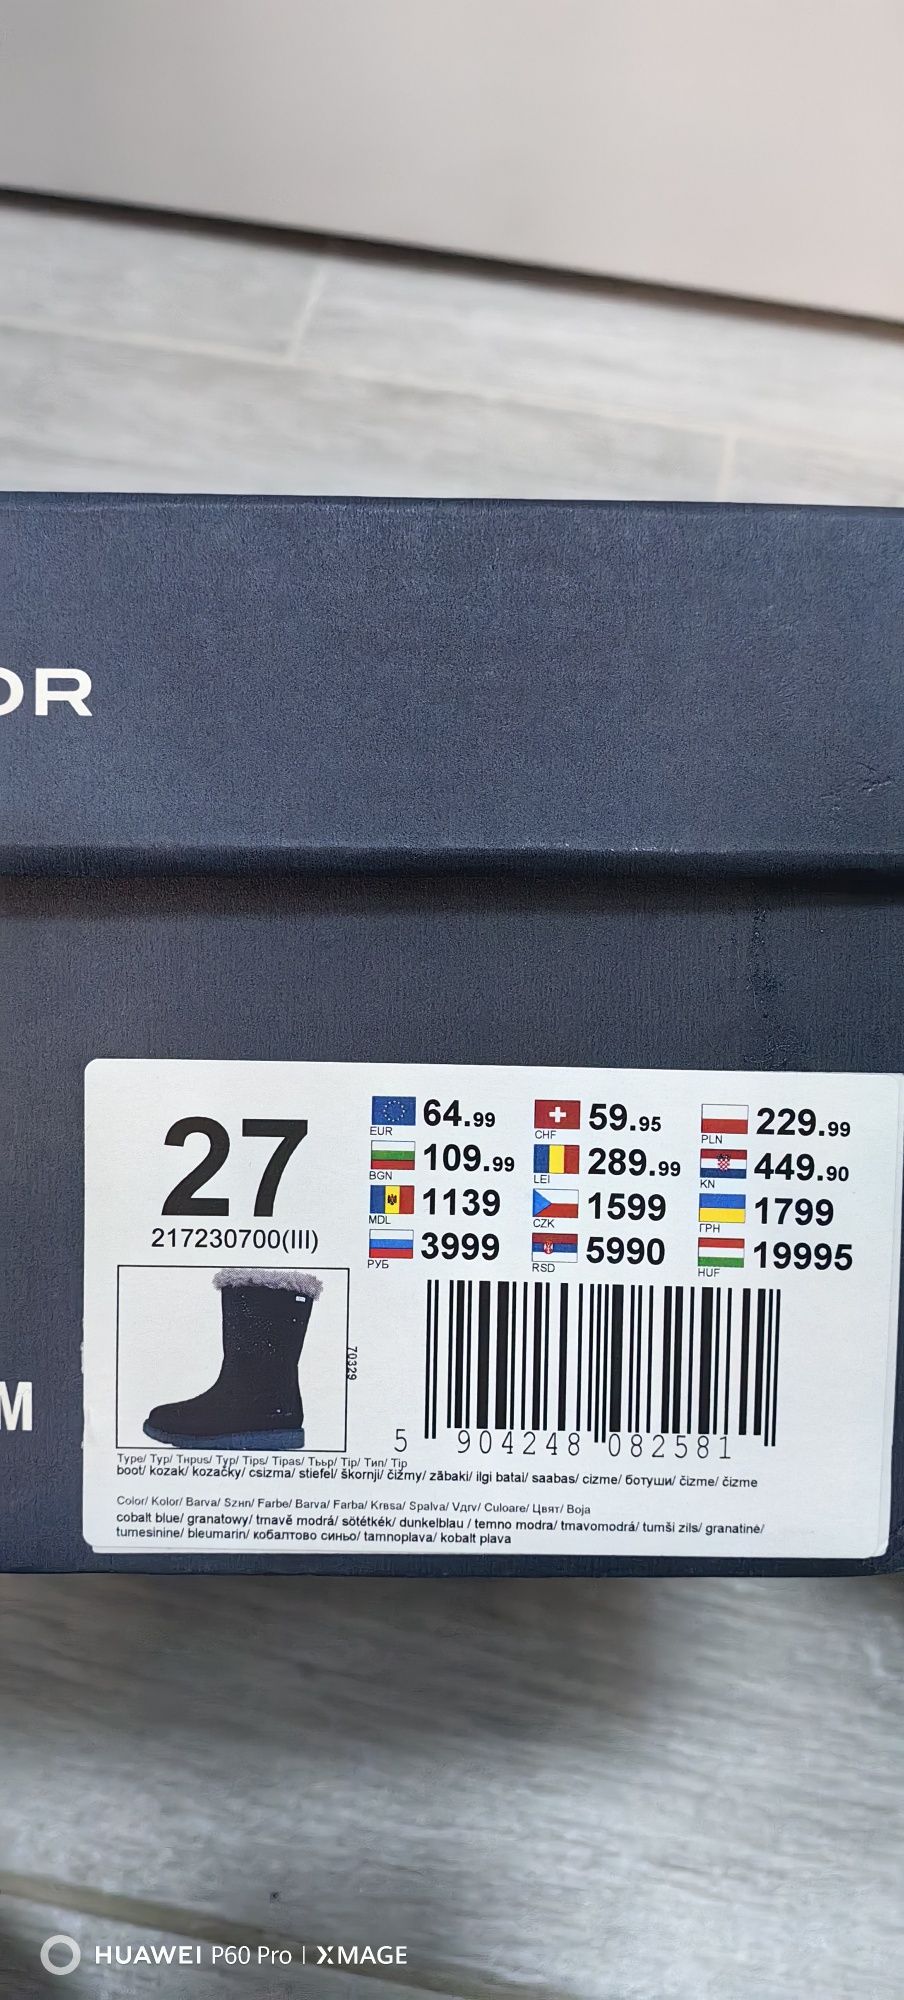 OR
27
217230700(III)
EUR 64.99
CHF 59.95
PLN 229.99
BGN 109.99
LEI 289.99
KN 449.90
MDL 1139
CZK 1599
ГРН 1799
РУБ 3999
RSD 5990
HUF 19995
70329
5 904248 082581
M
Type/ Typ/ Типus/ Typ/ Tips/ Tipas/ Тьър/ Tip/ Тип/ Tip
boot/ kozak/ kozačky/ csizma/ stiefel/ škornji/ čižmy/ zābaki/ ilgi batai/ saabas/ cizme/ ботуши/ čizme/ čizme
Color/ Kolor/ Barva/ Szнп/ Farbe/ Barva/ Farba/ Krвsa/ Spalva/ Vдrv/ Culoare/ Цвят/ Boja
cobalt blue/ granatowy/ tmavě modrá/ sötétkék/ dunkelblau / temno modra/ tmavomodrá/ tumši zils/ granatinė/
tumesinine/ bleumarin/ кобалтово синьо/ tamnoplava/ kobalt plava
HUAWEI P60 Pro | XMAGE